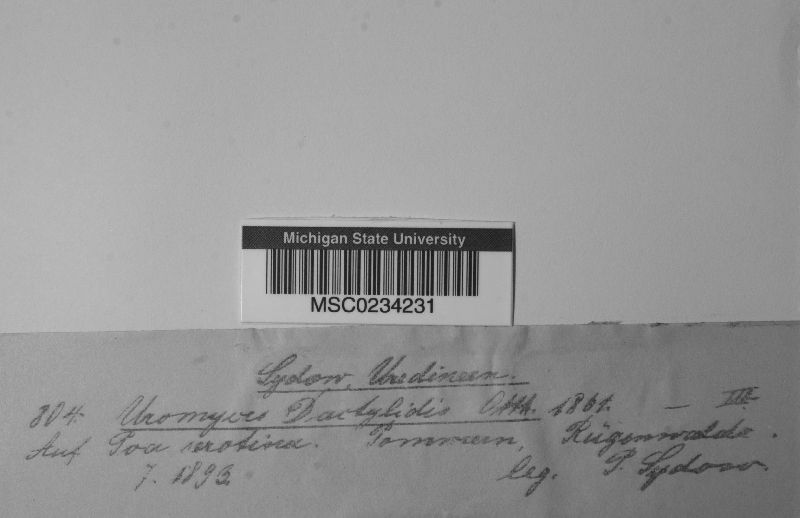 Michigan State University
MSC0234231
Sydow, Uredineen.
804. Uromyces Dactylidis Otth. 1861. — III
Auf Poa serotina. Pommern, Rügenwalde.
7. 1893. leg. P. Sydow.